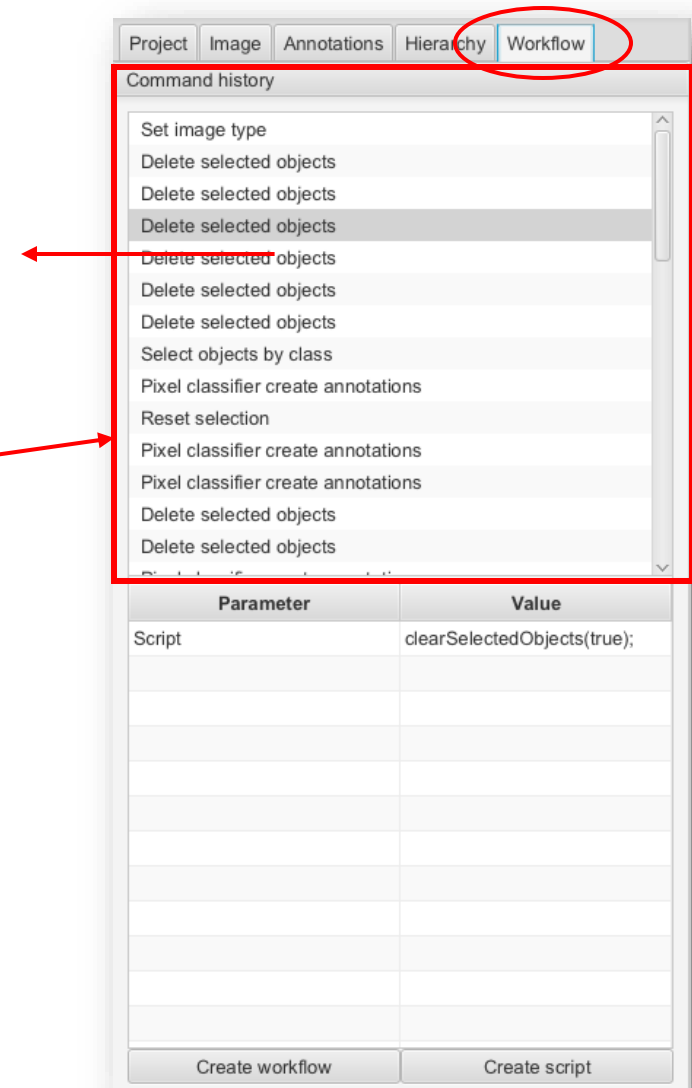 Project Image Annotations Hierarchy Workflow
Command history
Set image type
Delete selected objects
Delete selected objects
Delete selected objects
Delete selected objects
Delete selected objects
Delete selected objects
Select objects by class
Pixel classifier create annotations
Reset selection
Pixel classifier create annotations
Pixel classifier create annotations
Delete selected objects
Delete selected objects
Parameter Value
Script clearSelectedObjects(true);
Create workflow Create script